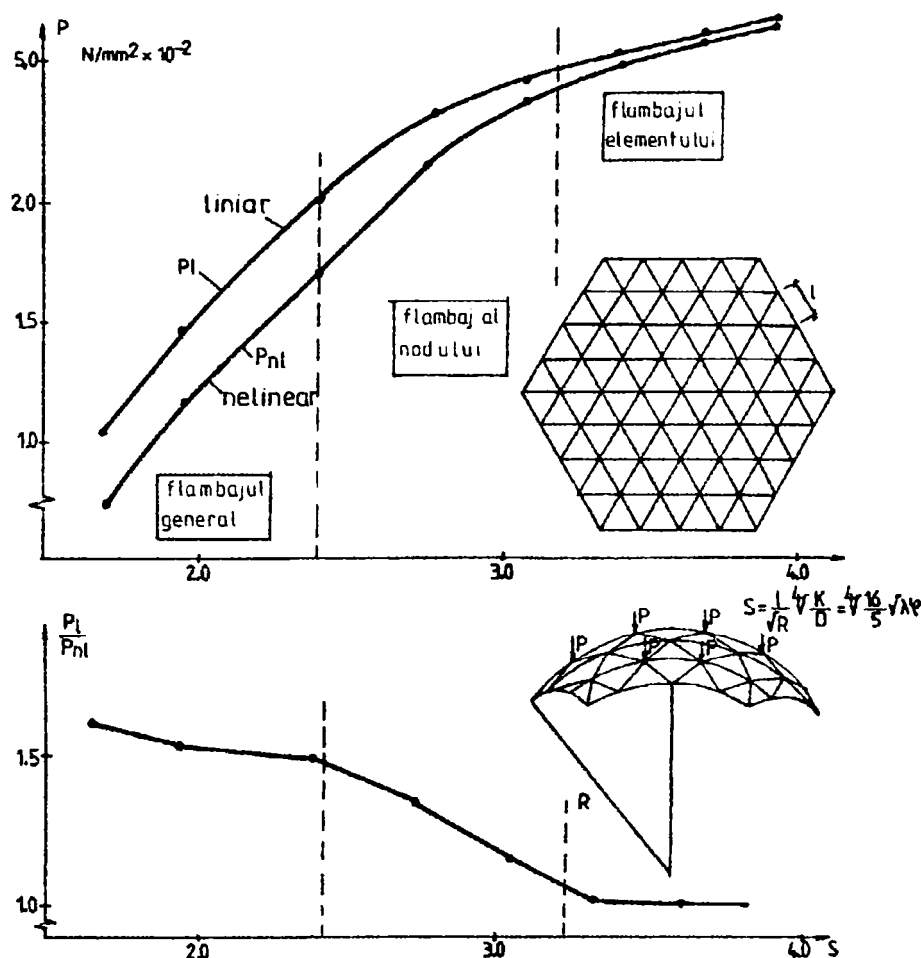 P
N/mm² × 10⁻²
5.0
flambajul
elementului
2.0
liniar
Pl
l
1.5
flambaj al
nodului
Pnl
nelinear
1.0
flambajul
general
2.0
3.0
4.0
Pl
Pnl
P
P
P
P
P
P
1.5
R
1.0
2.0
3.0
4.0
S